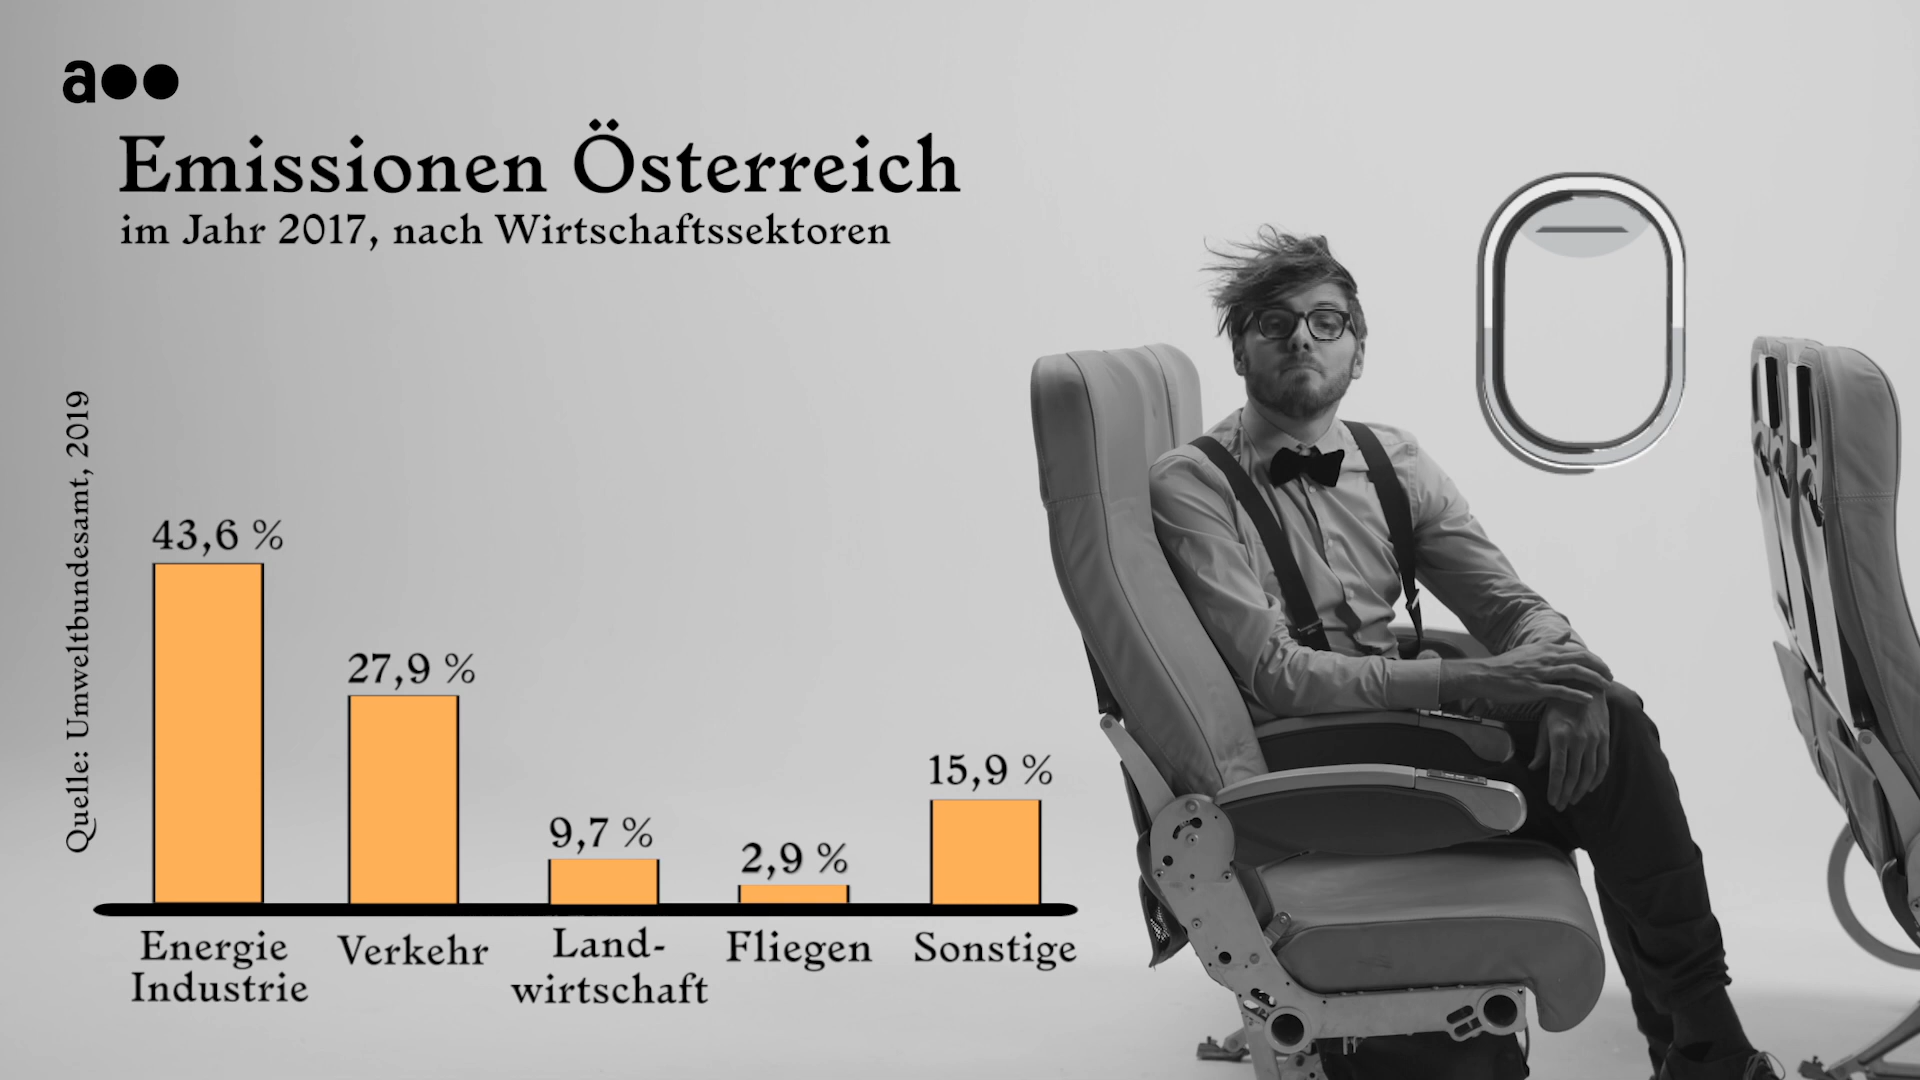 a●●
Emissionen Österreich
im Jahr 2017, nach Wirtschaftssektoren
Quelle: Umweltbundesamt, 2019
43,6 %
27,9 %
9,7 %
2,9 %
15,9 %
Energie
Industrie
Verkehr
Land-
wirtschaft
Fliegen
Sonstige